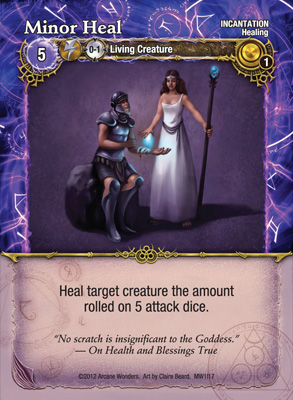 Minor Heal
INCANTATION
Healing
5
0-1
Living Creature
1
Heal target creature the amount
rolled on 5 attack dice.
"No scratch is insignificant to the Goddess."
— On Health and Blessings True
©2012 Arcane Wonders. Art by Claire Beard. MW1I17